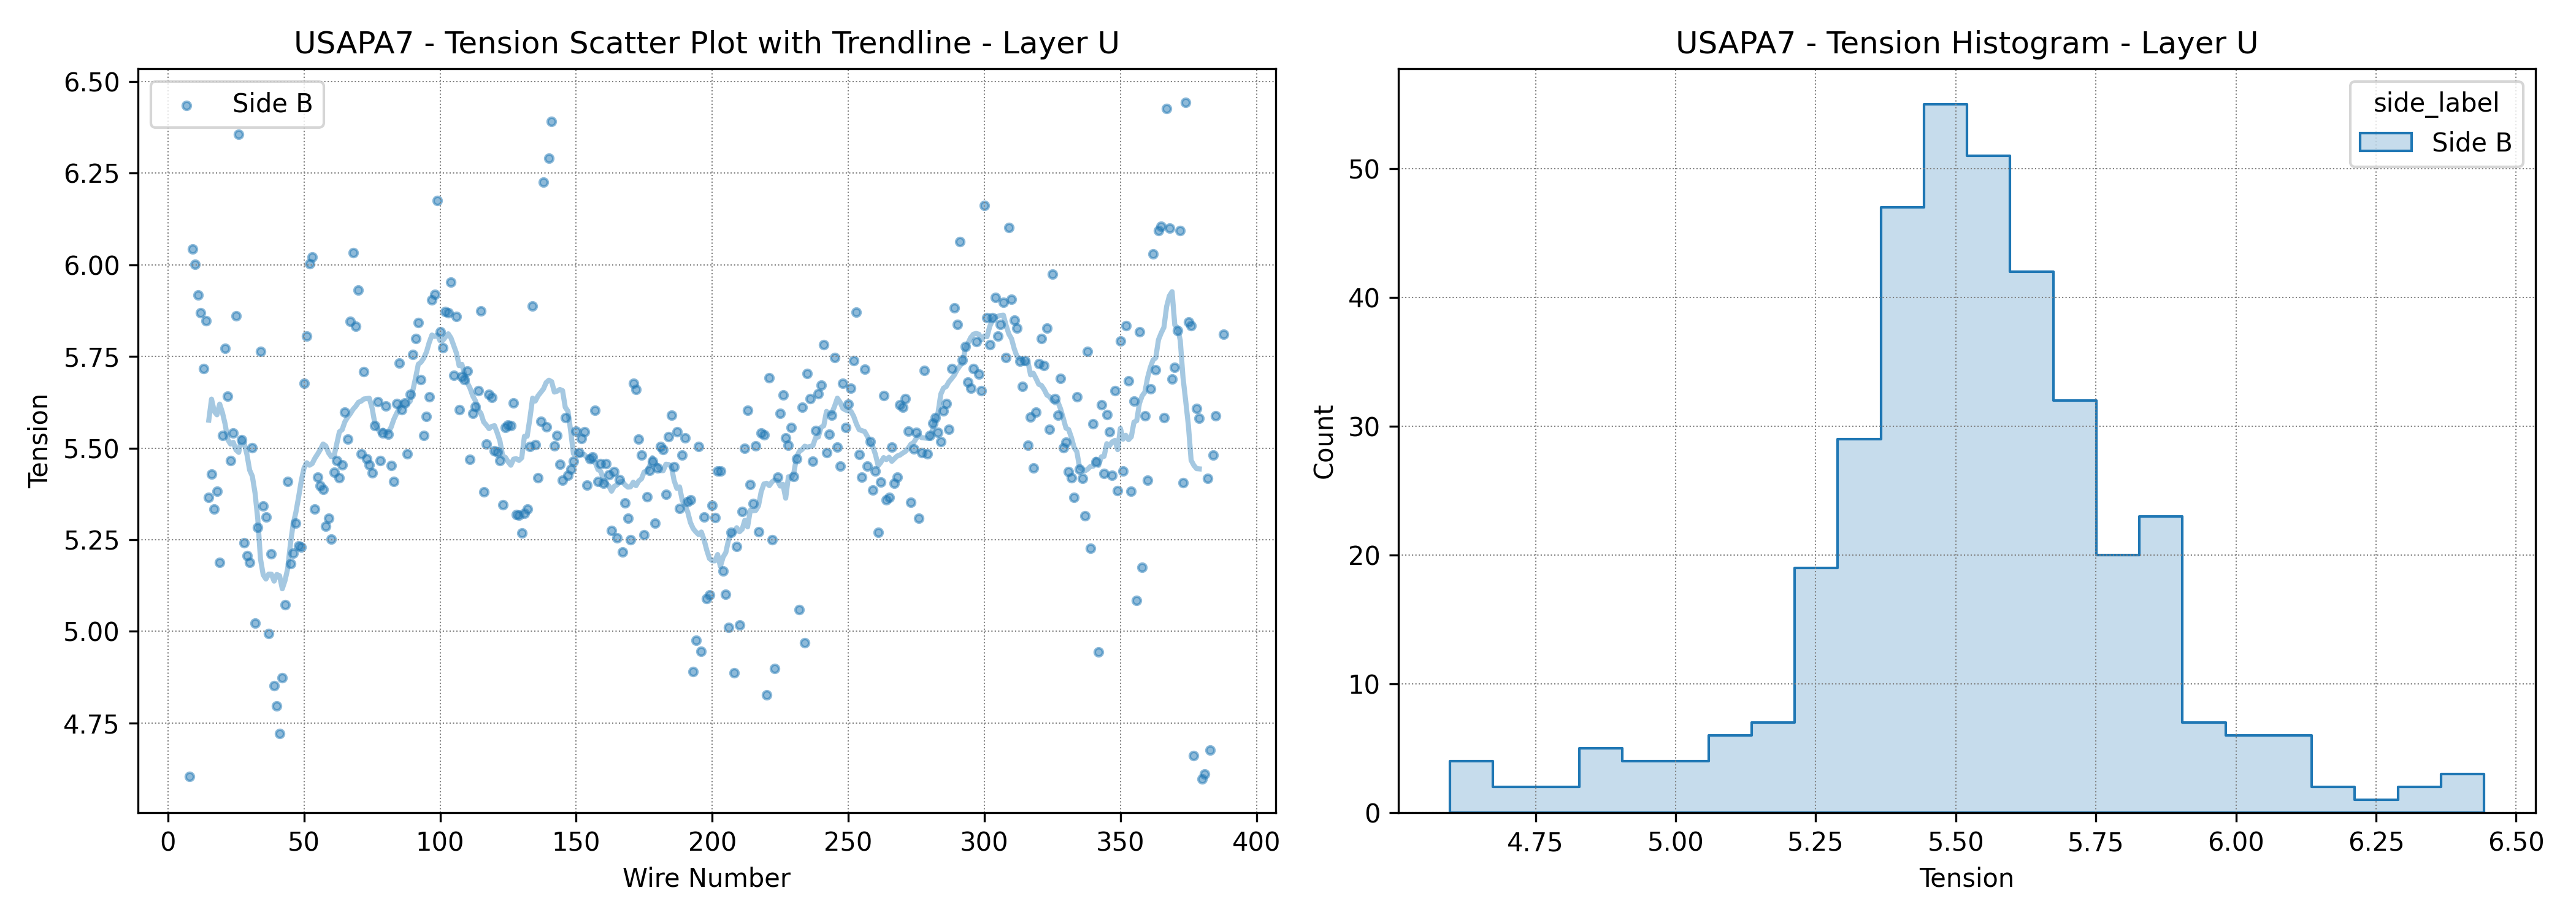 USAPA7 - Tension Scatter Plot with Trendline - Layer U
Side B
Tension
6.50
6.25
6.00
5.75
5.50
5.25
5.00
4.75
0 50 100 150 200 250 300 350 400
Wire Number
USAPA7 - Tension Histogram - Layer U
side_label
Side B
Count
50
40
30
20
10
0
4.75 5.00 5.25 5.50 5.75 6.00 6.25 6.50
Tension